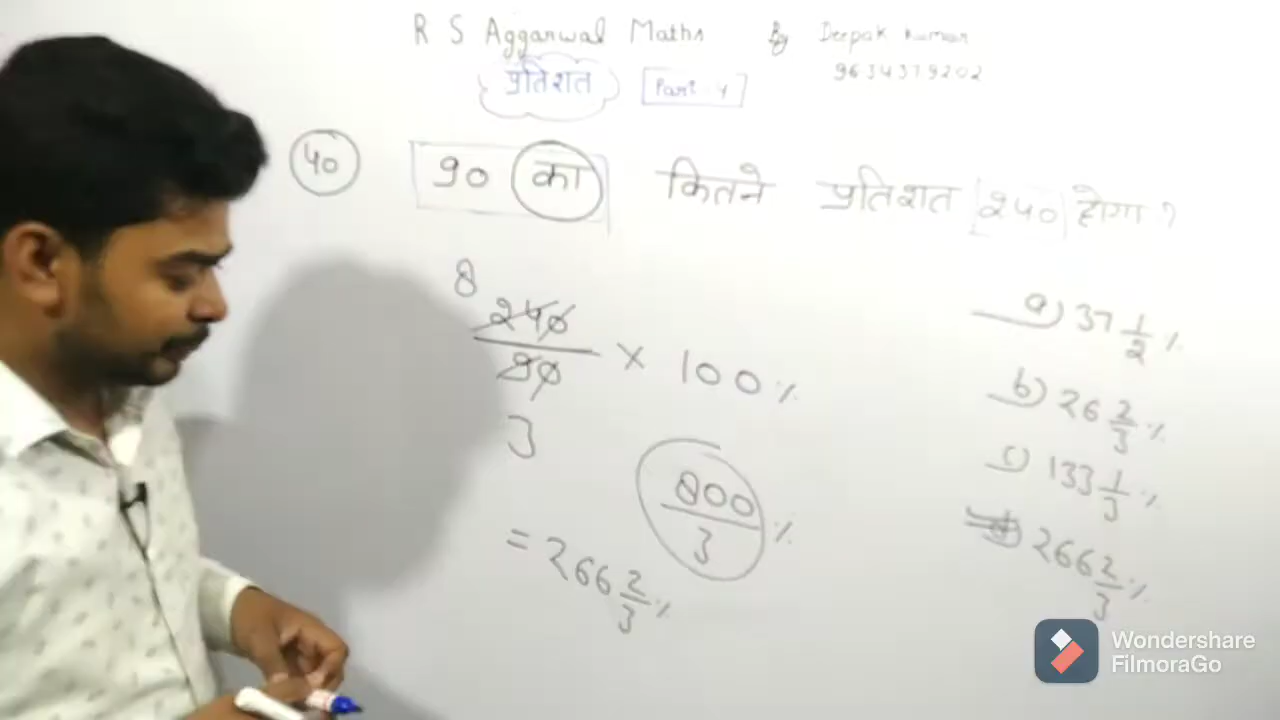 R S Aggarwal Maths By Deepak Kumar
9634379202
प्रतिशत Part-4
40 90 का कितने प्रतिशत 240 होगा ?
8
240
90 × 100%
3
800
3 %
= 266 2/3 %
a) 37 1/2 %
b) 26 2/3 %
c) 133 1/3 %
d) 266 2/3 %
Wondershare
FilmoraGo